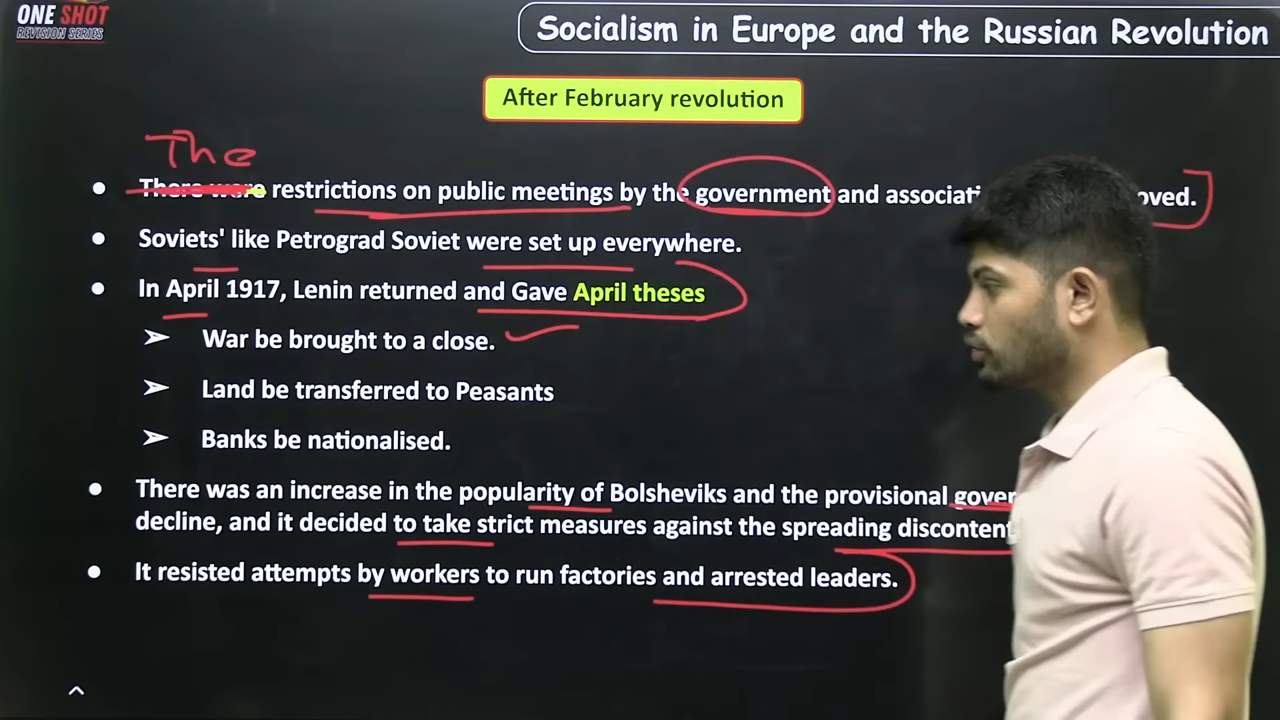 ONE SHOT
REVISION SERIES
Socialism in Europe and the Russian Revolution
After February revolution
The
• There were restrictions on public meetings by the government and
• Soviets' like Petrograd Soviet were set up everywhere.
• In April 1917, Lenin returned and Gave April theses
➢ War be brought to a close.
➢ Land be transferred to Peasants
➢ Banks be nationalised.
• There was an increase in the popularity of Bolsheviks and the provisional
decline, and it decided to take strict measures against the spreading discontent
• It resisted attempts by workers to run factories and arrested leaders.